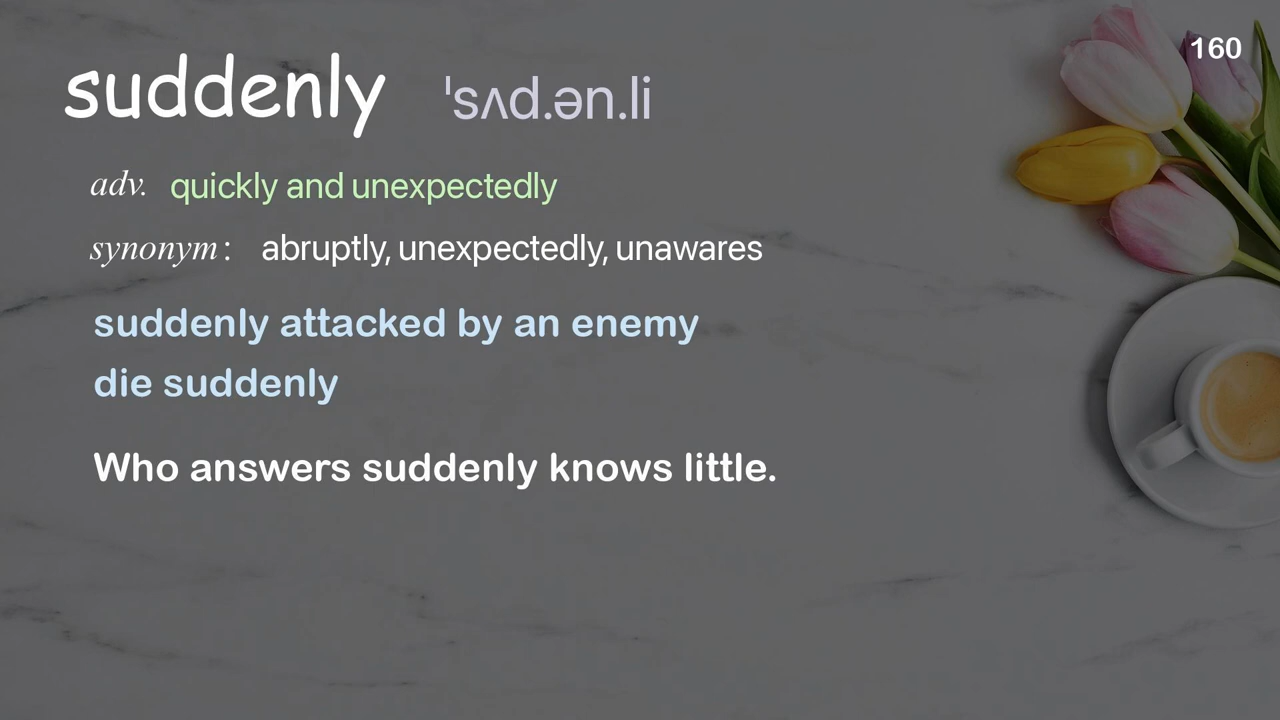 160
suddenly ˈsʌd.ən.li
adv. quickly and unexpectedly
synonym : abruptly, unexpectedly, unawares
suddenly attacked by an enemy
die suddenly
Who answers suddenly knows little.